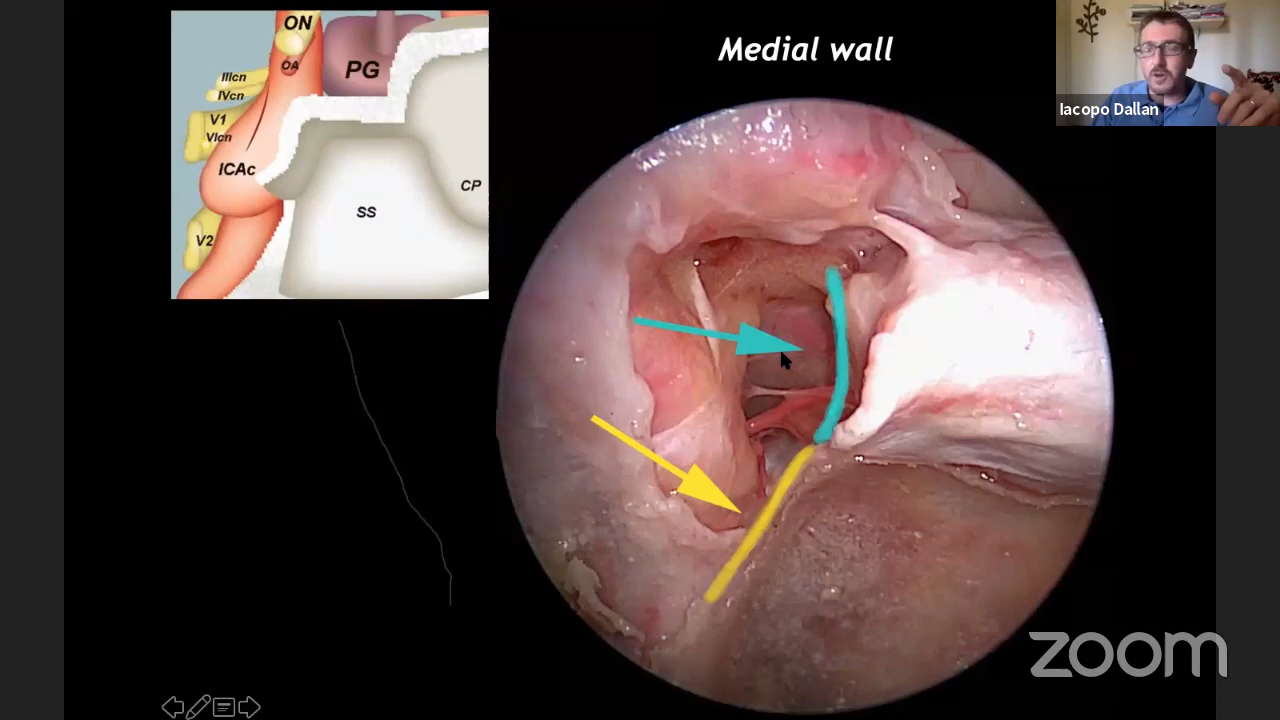 ON
OA
PG
IIIcn
IVcn
V1
VIcn
ICAc
SS
CP
V2
Medial wall
Iacopo Dallan
zoom